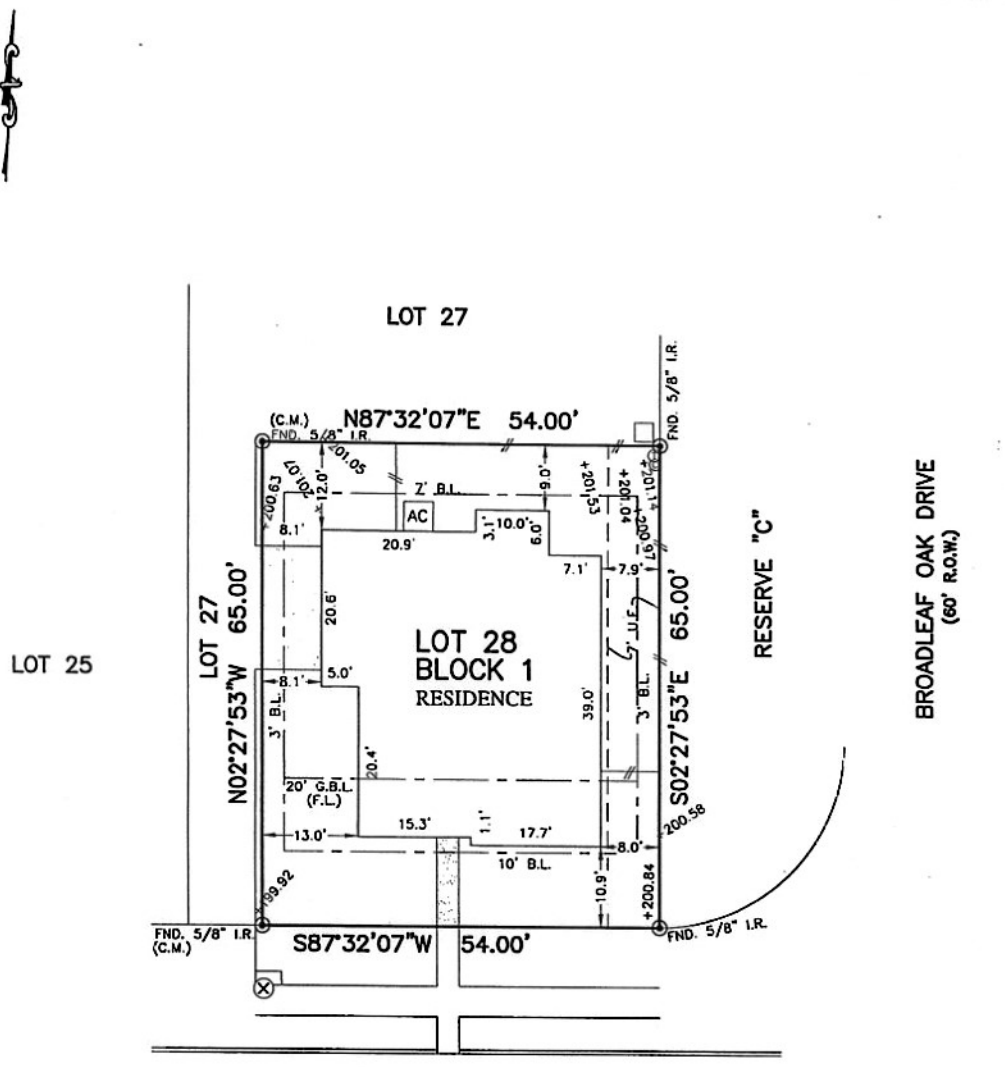 LOT 27
(C.M.)
FND. 5/8" I.R.
N87°32'07"E 54.00'
FND. 5/8" I.R.
201.05
201.07
+200.63
12.0'
7' B.L.
9.0'
+201.53
+201.04
+201.14
+200.97
AC
8.1'
20.9'
3.1'
10.0'
6.0'
7.1'
7.9'
LOT 27
N02°27'53"W 65.00'
20.6'
LOT 28
BLOCK 1
RESIDENCE
7' U.E.
S02°27'53"E 65.00'
RESERVE "C"
BROADLEAF OAK DRIVE
(60' R.O.W.)
LOT 25
8.1'
5.0'
3' B.L.
39.0'
3' B.L.
20.4'
20' G.B.L.
(F.L.)
13.0'
15.3'
1.1'
17.7'
8.0'
200.58
10' B.L.
10.9'
+200.84
199.92
FND. 5/8" I.R.
(C.M.)
S87°32'07"W 54.00'
FND. 5/8" I.R.